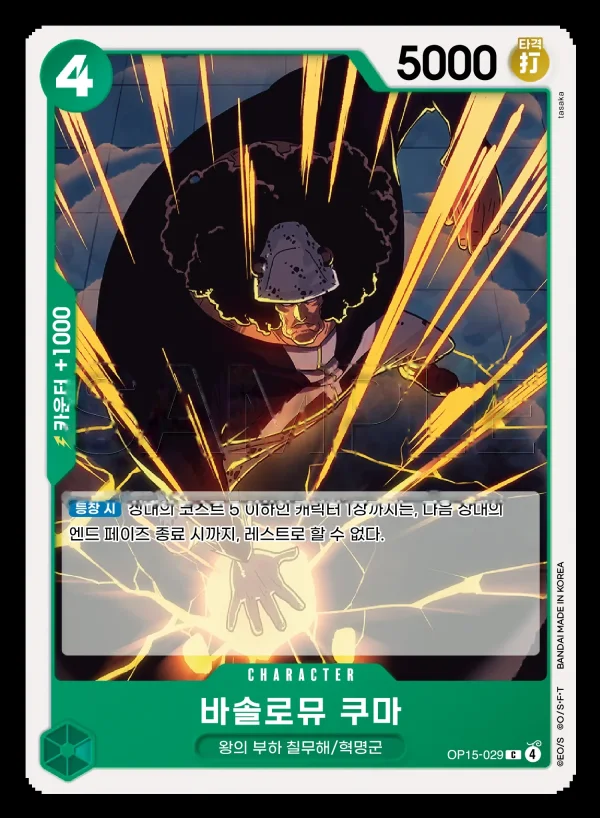 4
5000
타격
打
tasaka
카운터 +1000
SAMPLE
등장 시 상대의 코스트 5 이하인 캐릭터 1장까지는, 다음 상대의
엔드 페이즈 종료 시까지, 레스트로 할 수 없다.
CHARACTER
바솔로뮤 쿠마
왕의 부하 칠무해/혁명군
OP15-029 C 4
©EO/S ©O/S·F·T BANDAI MADE IN KOREA